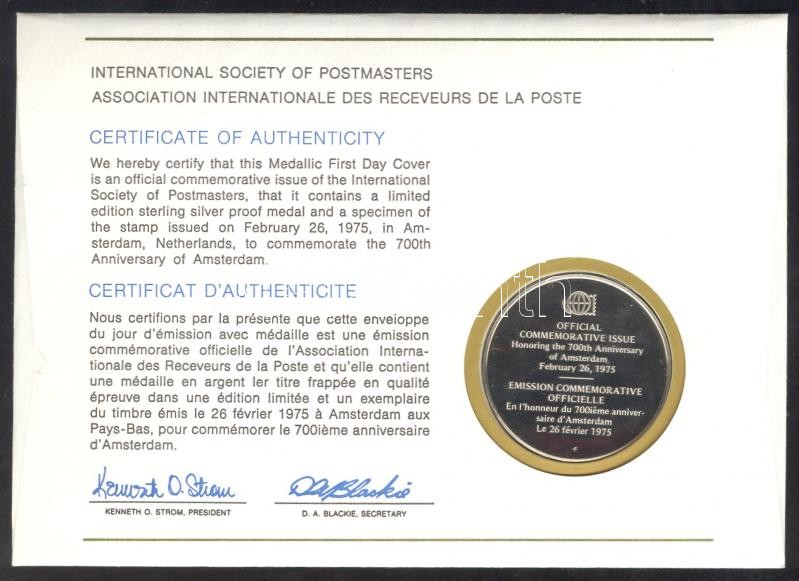 INTERNATIONAL SOCIETY OF POSTMASTERS
ASSOCIATION INTERNATIONALE DES RECEVEURS DE LA POSTE
CERTIFICATE OF AUTHENTICITY
We hereby certify that this Medallic First Day Cover
is an official commemorative issue of the International
Society of Postmasters, that it contains a limited
edition sterling silver proof medal and a specimen of
the stamp issued on February 26, 1975, in Am-
sterdam, Netherlands, to commemorate the 700th
Anniversary of Amsterdam.
CERTIFICAT D'AUTHENTICITE
Nous certifions par la présente que cette enveioppe
du jour d'émission avec médaille est une émission
commémorative officielle de l'Association Interna-
tionale des Receveurs de la Poste et qu'elle contient
une médaille en argent ler titre frappée en qualité
épreuve dans une édition limitée et un exemplaire
du timbre émis le 26 février 1975 à Amsterdam aux
Pays-Bas, pour commémorer le 700ième anniversaire
d'Amsterdam.
Kenneth O. Strom
KENNETH O. STROM, PRESIDENT
D A Blackie
D. A. BLACKIE, SECRETARY
OFFICIAL
COMMEMORATIVE ISSUE
Honoring the 700th Anniversary
of Amsterdam
February 26, 1975
EMISSION COMMEMORATIVE
OFFICIELLE
En l'honneur du 700ième anniver-
saire d'Amsterdam
Le 26 février 1975